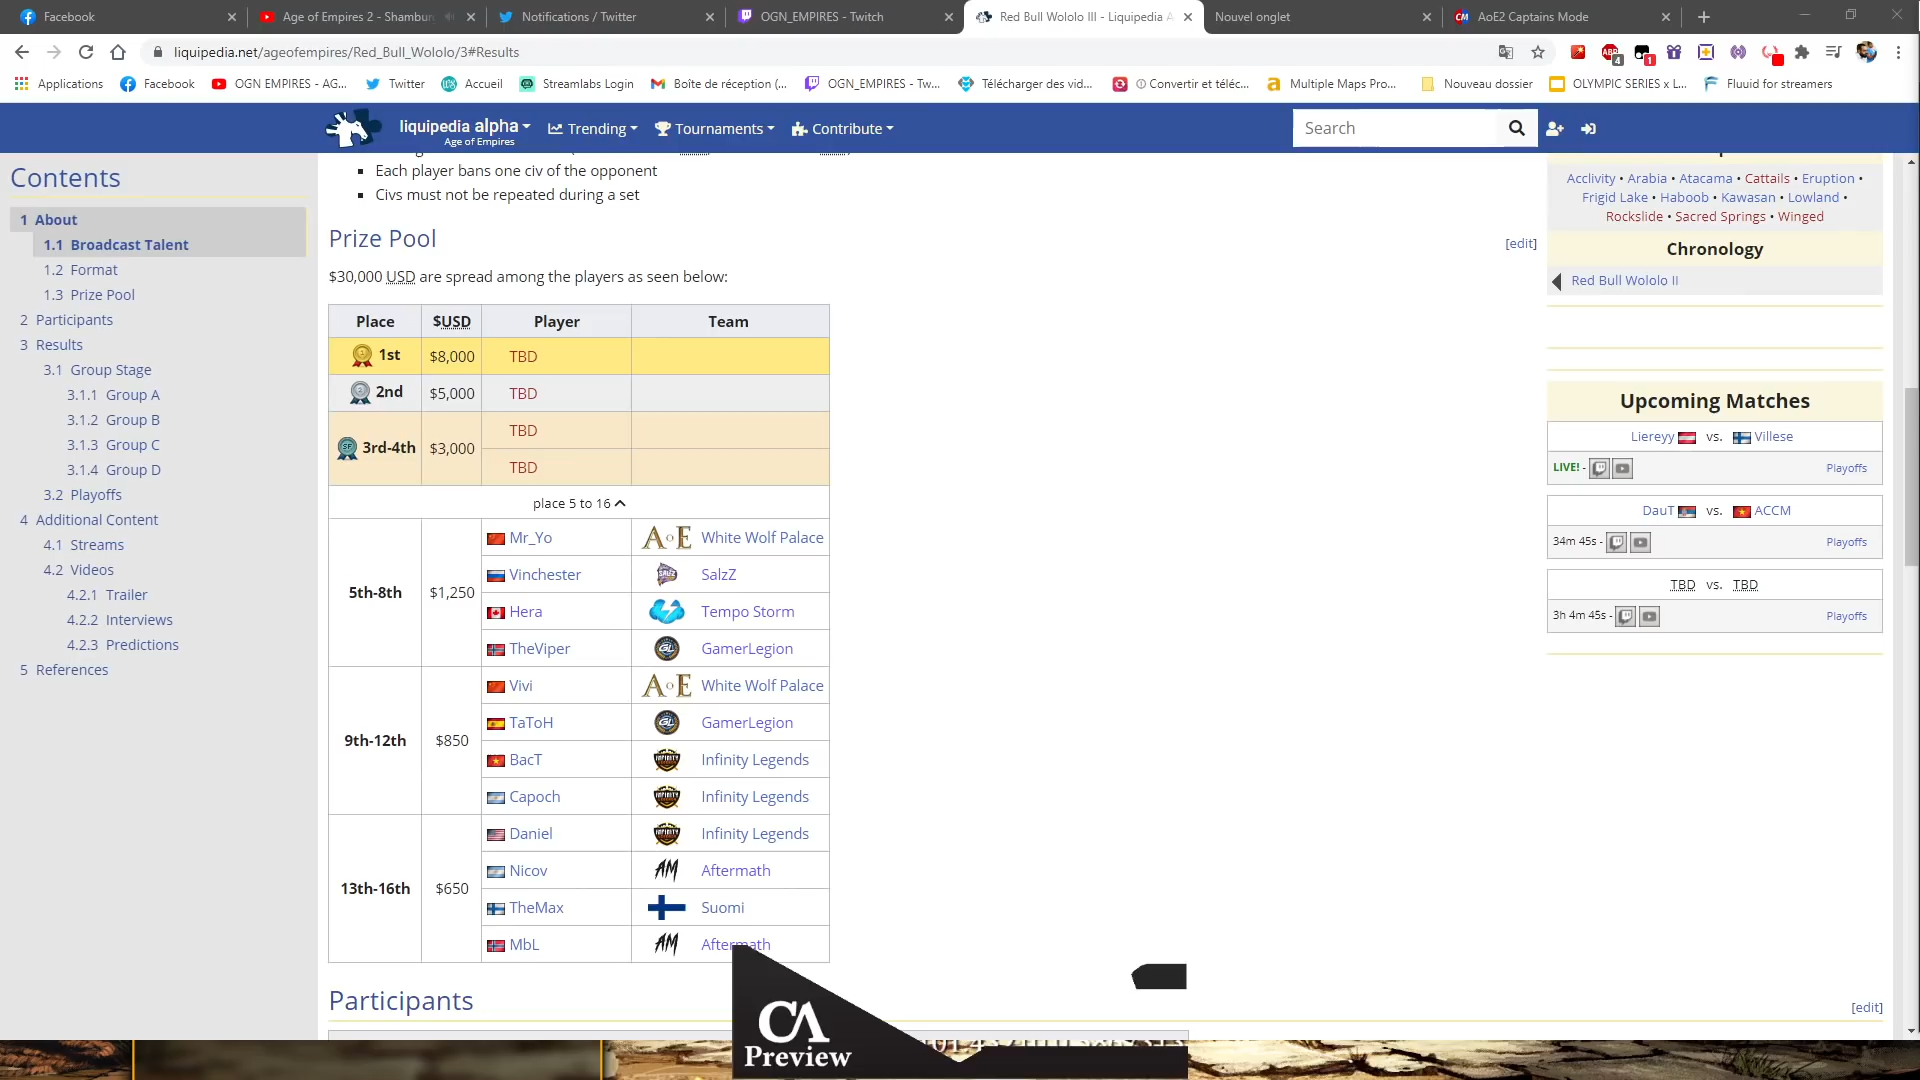 Facebook
Age of Empires 2 - Shambur
Notifications / Twitter
OGN_EMPIRES - Twitch
Red Bull Wololo III - Liquipedia A
Nouvel onglet
AoE2 Captains Mode
liquipedia.net/ageofempires/Red_Bull_Wololo/3#Results
Applications
Facebook
OGN EMPIRES - AG...
Twitter
Accueil
Streamlabs Login
Boîte de réception (...
OGN_EMPIRES - Tw...
Télécharger des vid...
Convertir et téléc...
Multiple Maps Pro...
Nouveau dossier
OLYMPIC SERIES x L...
Fluuid for streamers
liquipedia alpha
Age of Empires
Trending
Tournaments
Contribute
Search
Contents
1 About
1.1 Broadcast Talent
1.2 Format
1.3 Prize Pool
2 Participants
3 Results
3.1 Group Stage
3.1.1 Group A
3.1.2 Group B
3.1.3 Group C
3.1.4 Group D
3.2 Playoffs
4 Additional Content
4.1 Streams
4.2 Videos
4.2.1 Trailer
4.2.2 Interviews
4.2.3 Predictions
5 References
Each player bans one civ of the opponent
Civs must not be repeated during a set
Prize Pool
[edit]
$30,000 USD are spread among the players as seen below:
Place $USD Player Team
1st $8,000 TBD
2nd $5,000 TBD
3rd-4th $3,000 TBD
TBD
place 5 to 16
5th-8th $1,250
Mr_Yo White Wolf Palace
Vinchester SalzZ
Hera Tempo Storm
TheViper GamerLegion
9th-12th $850
Vivi White Wolf Palace
TaToH GamerLegion
BacT Infinity Legends
Capoch Infinity Legends
13th-16th $650
Daniel Infinity Legends
Nicov Aftermath
TheMax Suomi
MbL Aftermath
Participants
[edit]
Acclivity • Arabia • Atacama • Cattails • Eruption •
Frigid Lake • Haboob • Kawasan • Lowland •
Rockslide • Sacred Springs • Winged
Chronology
Red Bull Wololo II
Upcoming Matches
Liereyy vs. Villese
LIVE! - Playoffs
DauT vs. ACCM
34m 45s - Playoffs
TBD vs. TBD
3h 4m 45s - Playoffs
CA
Preview